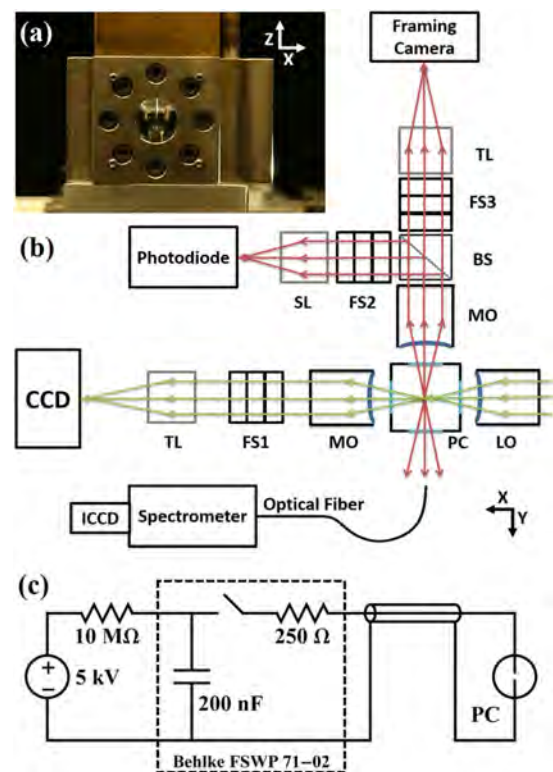 (a)
Z
X
Framing
Camera
TL
FS3
(b)
Photodiode
BS
SL
FS2
MO
CCD
TL
FS1
MO
PC
LO
Optical Fiber
ICCD
Spectrometer
X
Y
(c)
10 MΩ
250 Ω
+
−
5 kV
200 nF
PC
Behlke FSWP 71−02